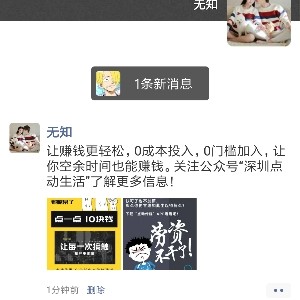 无知
1条新消息
无知
让赚钱更轻松，0成本投入，0门槛加入，让
你空余时间也能赚钱。关注公众号“深圳点
动生活”了解更多信息！
点一点 10块钱
让每一次接触
劳资
不干了!
1分钟前 删除